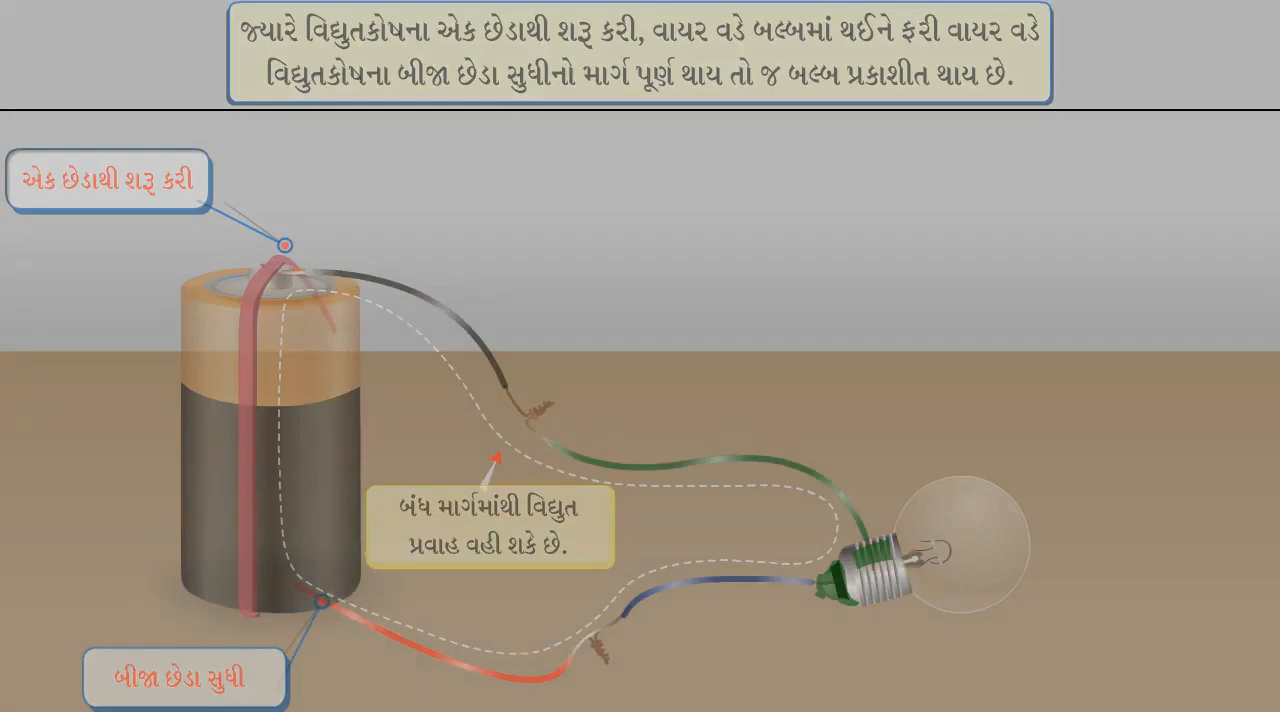 જ્યારે વિદ્યુતકોષના એક છેડાથી શરૂ કરી, વાયર વડે બલ્બમાં થઈને ફરી વાયર વડે
વિદ્યુતકોષના બીજા છેડા સુધીનો માર્ગ પૂર્ણ થાય તો જ બલ્બ પ્રકાશીત થાય છે.
એક છેડાથી શરૂ કરી
બંધ માર્ગમાંથી વિદ્યુત
પ્રવાહ વહી શકે છે.
બીજા છેડા સુધી